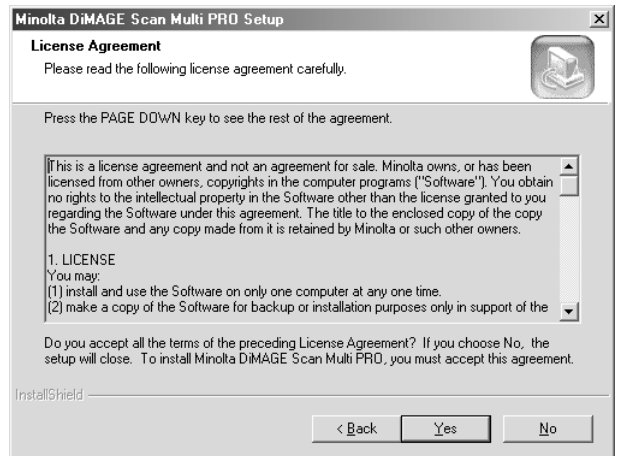 Minolta DiMAGE Scan Multi PRO Setup
License Agreement
Please read the following license agreement carefully.
Press the PAGE DOWN key to see the rest of the agreement.
This is a license agreement and not an agreement for sale. Minolta owns, or has been
licensed from other owners, copyrights in the computer programs ("Software"). You obtain
no rights to the intellectual property in the Software other than the license granted to you
regarding the Software under this agreement. The title to the enclosed copy of the copy
the Software and any copy made from it is retained by Minolta or such other owners.
1. LICENSE
You may:
(1) install and use the Software on only one computer at any one time.
(2) make a copy of the Software for backup or installation purposes only in support of the
Do you accept all the terms of the preceding License Agreement? If you choose No, the
setup will close. To install Minolta DiMAGE Scan Multi PRO, you must accept this agreement.
InstallShield
< Back
Yes
No